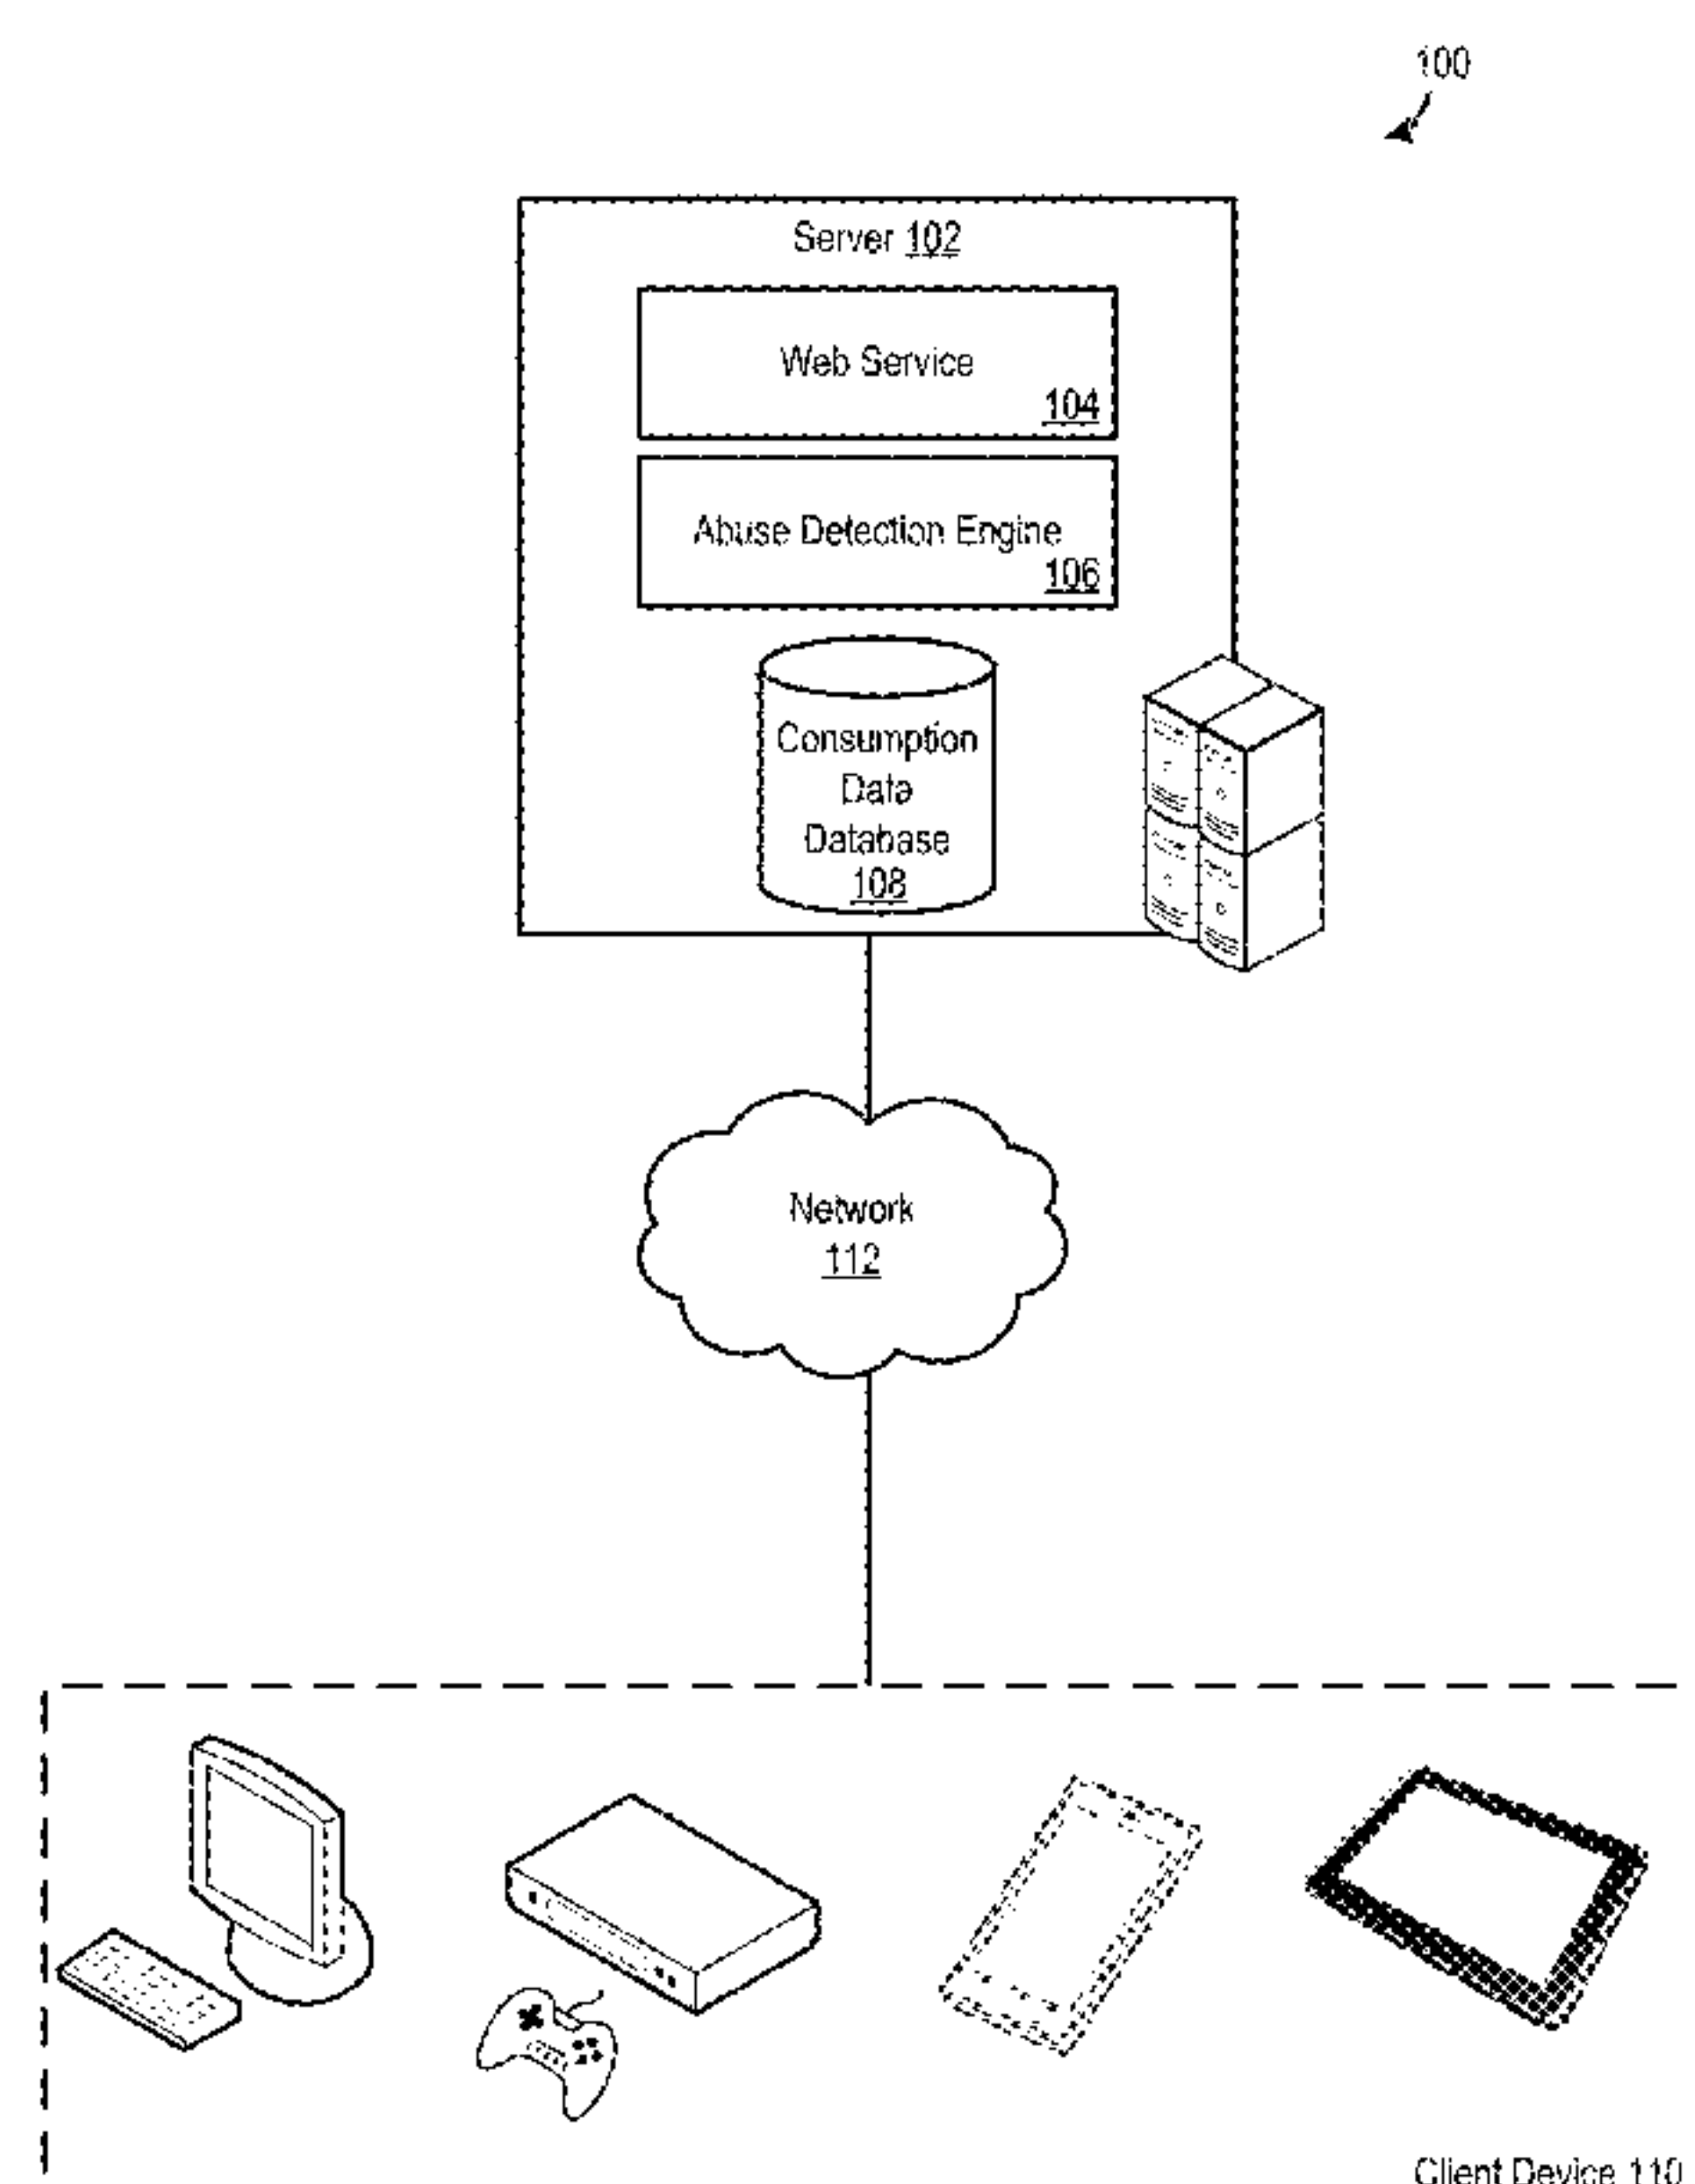 100
Server 102
Web Service
104
Abuse Detection Engine
106
Consumption
Data
Database
108
Network
112
Client Device 110